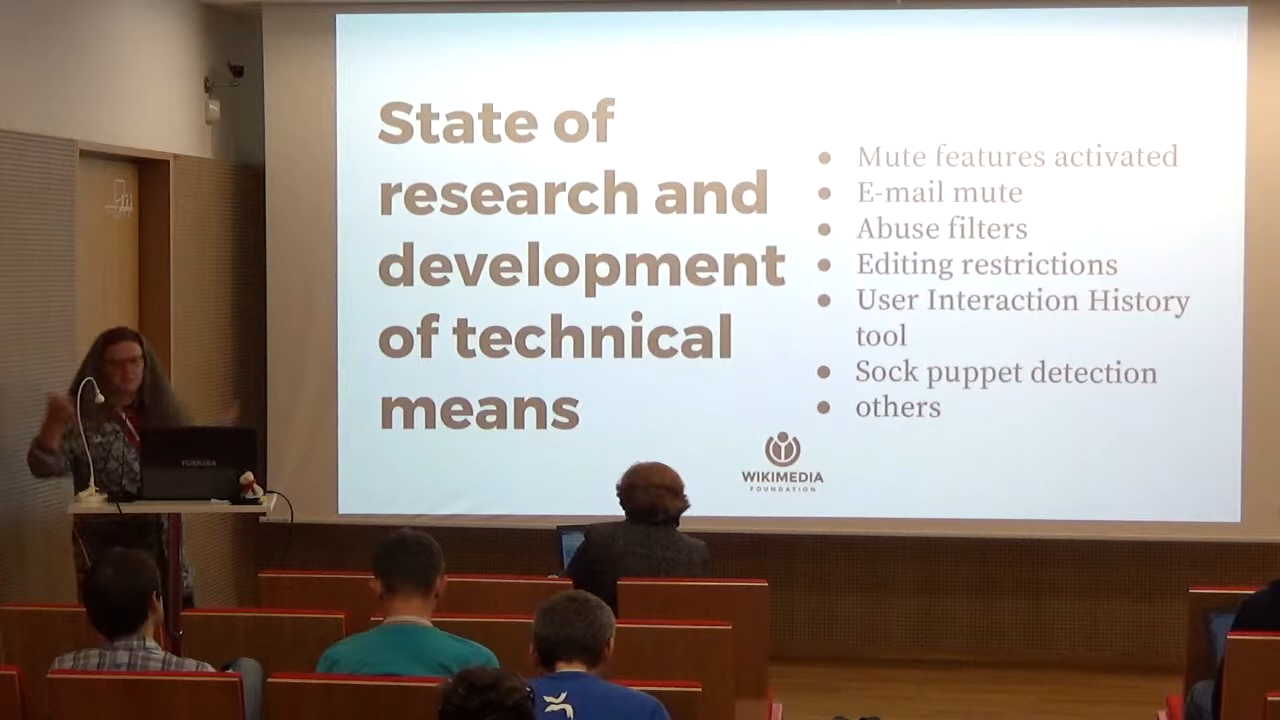 State of
research and
development
of technical
means
● Mute features activated
● E-mail mute
● Abuse filters
● Editing restrictions
● User Interaction History
tool
● Sock puppet detection
● others
WIKIMEDIA
FOUNDATION
TOSHIBA